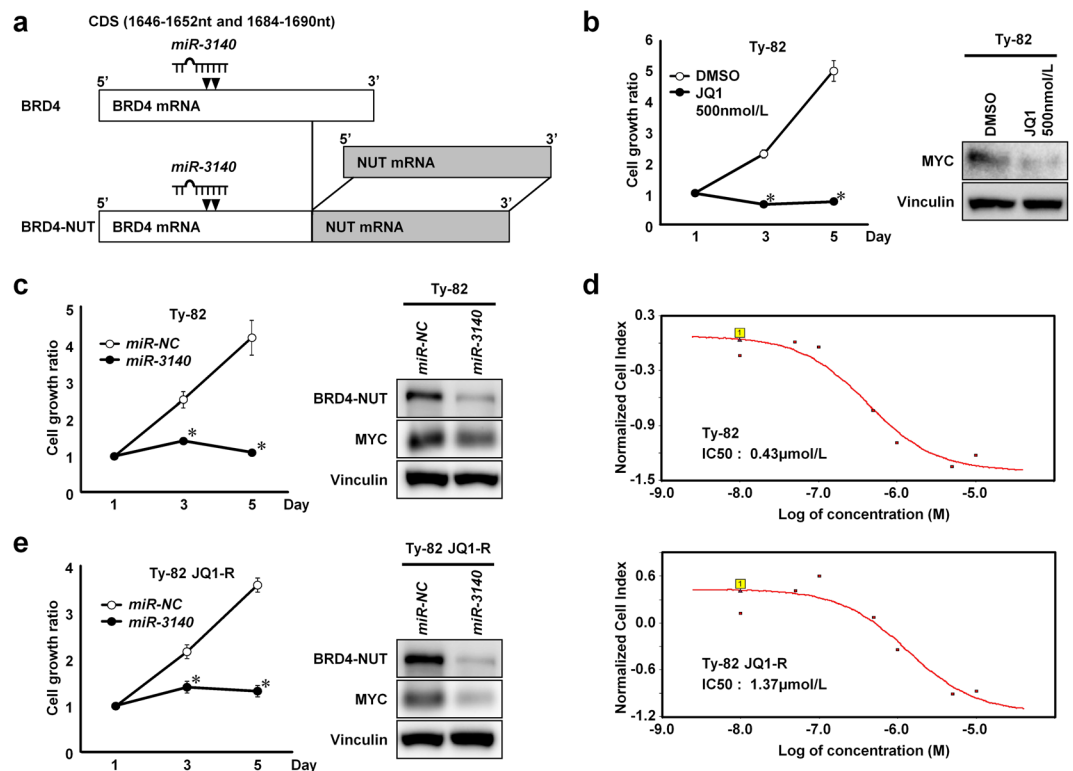 a
CDS (1646-1652nt and 1684-1690nt)
miR-3140
5’
3’
BRD4
BRD4 mRNA
5’
3’
NUT mRNA
miR-3140
5’
3’
BRD4-NUT
BRD4 mRNA
NUT mRNA
b
Ty-82
DMSO
JQ1
500nmol/L
Cell growth ratio
6
5
4
3
2
1
0
*
*
1
3
5
Day
Ty-82
DMSO
JQ1
500nmol/L
MYC
Vinculin
c
Ty-82
miR-NC
miR-3140
Cell growth ratio
5
4
3
2
1
0
*
*
1
3
5
Day
Ty-82
miR-NC
miR-3140
BRD4-NUT
MYC
Vinculin
d
Normalized Cell Index
0.3
-0.3
-0.9
-1.5
1
Ty-82
IC50 : 0.43µmol/L
-9.0
-8.0
-7.0
-6.0
-5.0
Log of concentration (M)
Normalized Cell Index
0.6
0.0
-0.6
-1.2
1
Ty-82 JQ1-R
IC50 : 1.37µmol/L
-9.0
-8.0
-7.0
-6.0
-5.0
Log of concentration (M)
e
Ty-82 JQ1-R
miR-NC
miR-3140
Cell growth ratio
4
3
2
1
0
*
*
1
3
5
Day
Ty-82 JQ1-R
miR-NC
miR-3140
BRD4-NUT
MYC
Vinculin